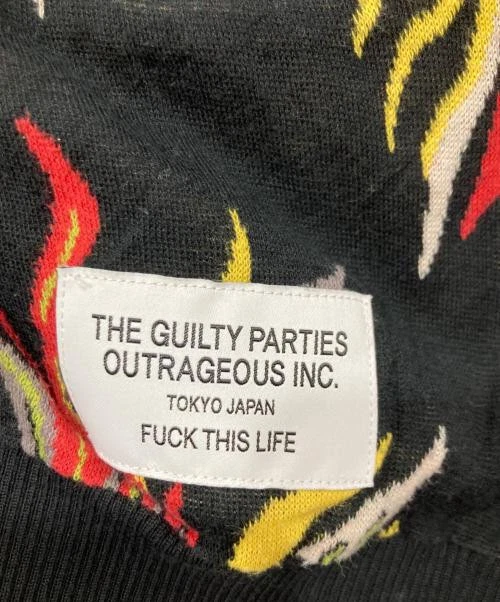 THE GUILTY PARTIES
OUTRAGEOUS INC.
TOKYO JAPAN
FUCK THIS LIFE